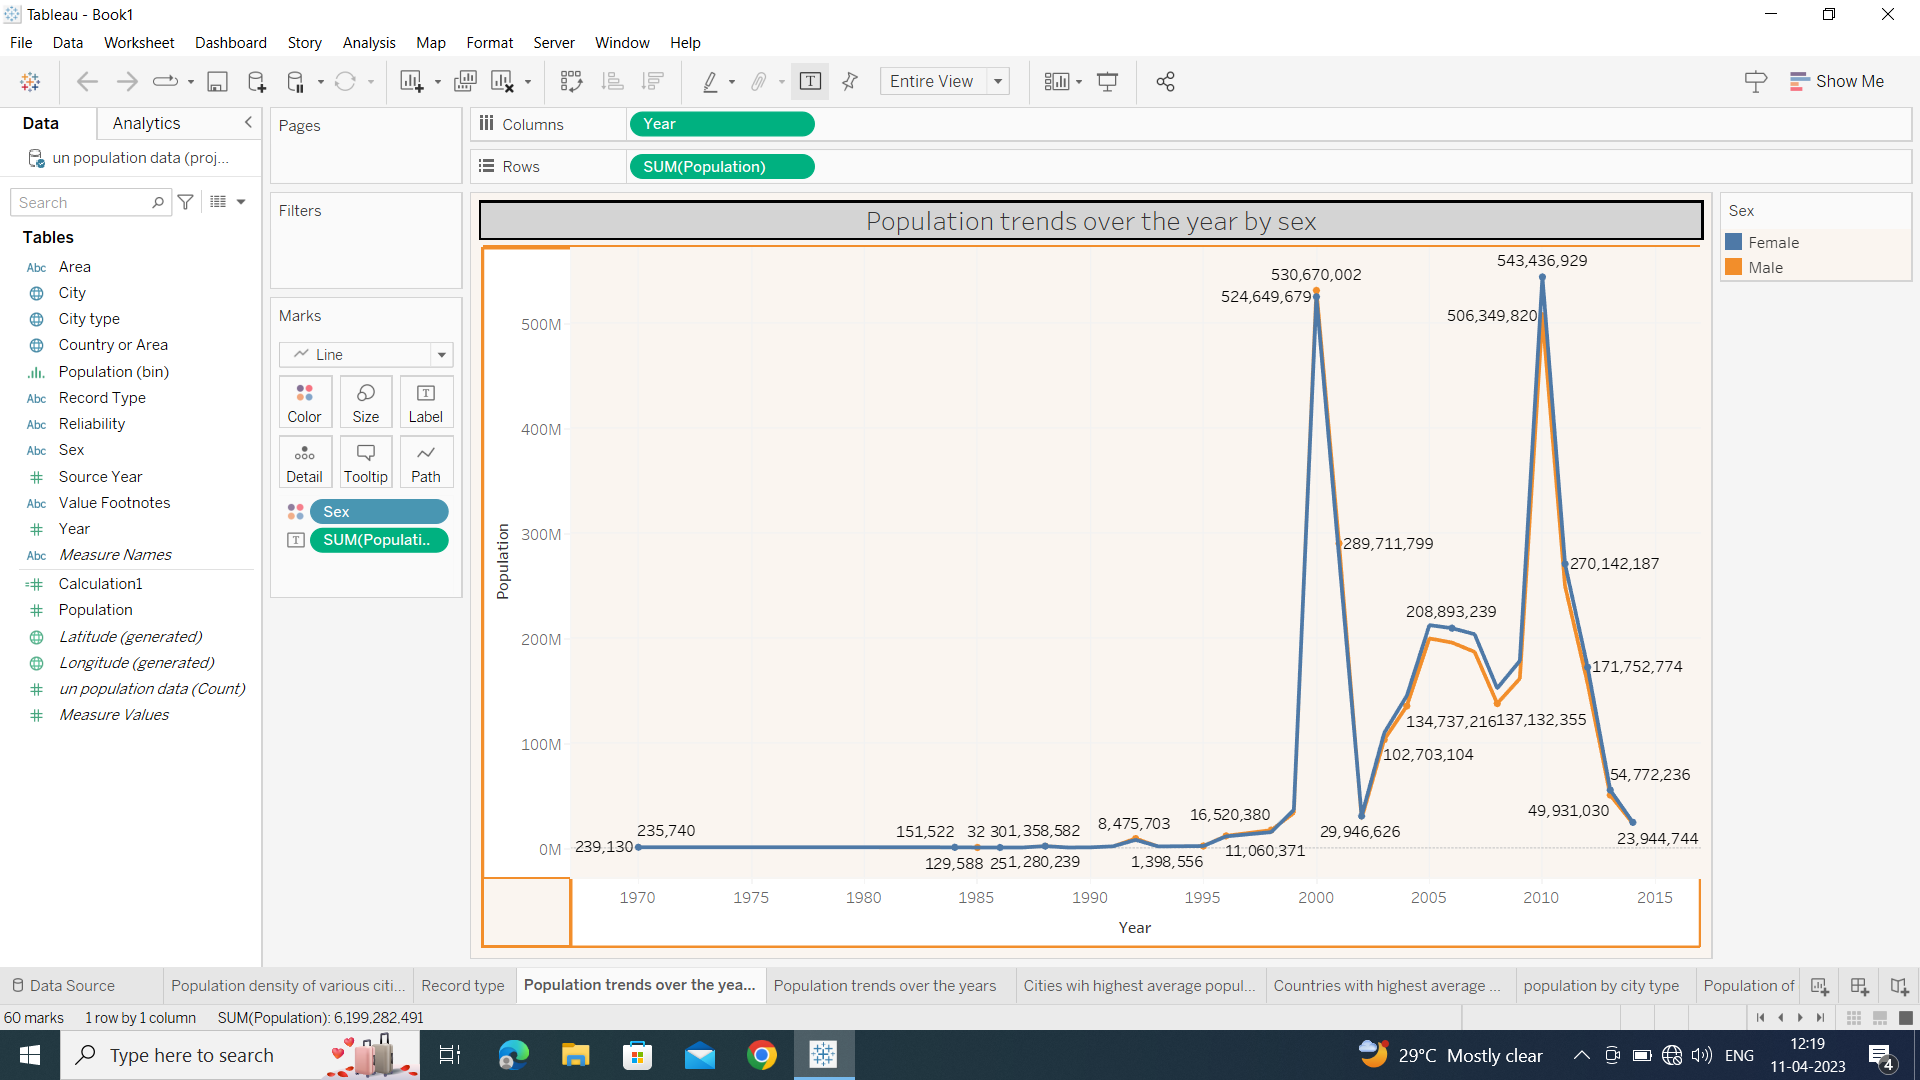 Tableau - Book1
File Data Worksheet Dashboard Story Analysis Map Format Server Window Help
Entire View
Show Me
Data Analytics
un population data (proj...
Search
Tables
Abc Area
City
City type
Country or Area
Population (bin)
Abc Record Type
Abc Reliability
Abc Sex
Source Year
Abc Value Footnotes
Year
Abc Measure Names
Calculation1
Population
Latitude (generated)
Longitude (generated)
un population data (Count)
Measure Values
Pages
Filters
Marks
Line
Color Size Label
Detail Tooltip Path
Sex
SUM(Populati..
Columns Year
Rows SUM(Population)
Population trends over the year by sex
Population
500M
400M
300M
200M
100M
0M
530,670,002
524,649,679
543,436,929
506,349,820
289,711,799
270,142,187
208,893,239
171,752,774
134,737,216
137,132,355
102,703,104
54,772,236
49,931,030
29,946,626
23,944,744
235,740
239,130
151,522
32
301,358,582
129,588
251,280,239
8,475,703
1,398,556
16,520,380
11,060,371
1970 1975 1980 1985 1990 1995 2000 2005 2010 2015
Year
Sex
Female
Male
Data Source Population density of various citi... Record type Population trends over the yea... Population trends over the years Cities wih highest average popul... Countries with highest average ... population by city type Population of
60 marks 1 row by 1 column SUM(Population): 6,199,282,491
Type here to search
29°C Mostly clear
ENG
12:19
11-04-2023
4